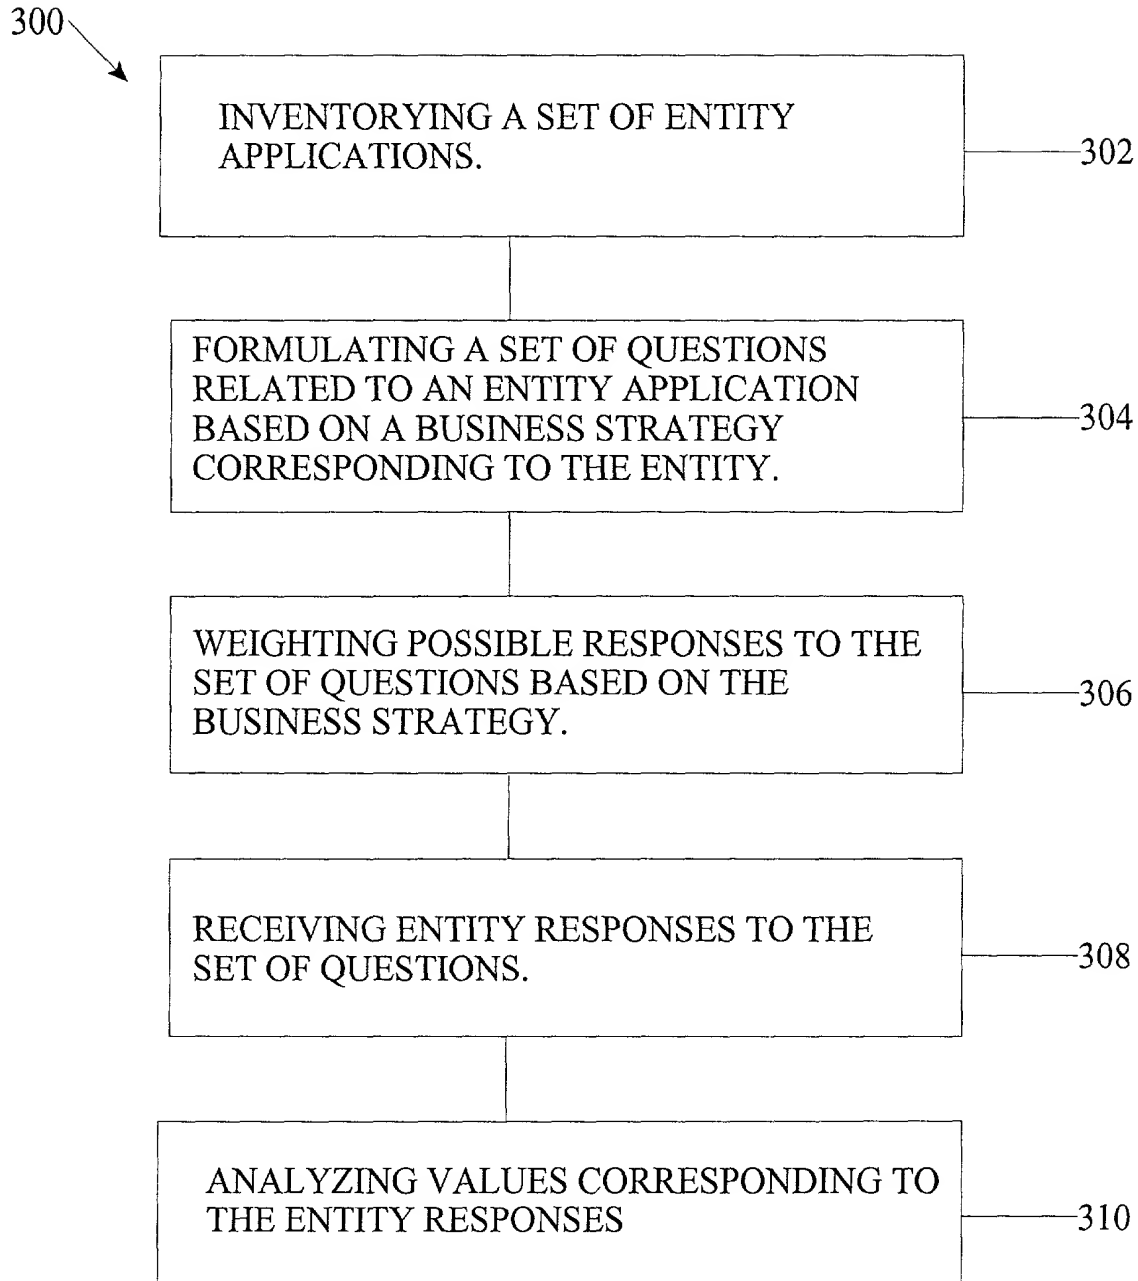 300
INVENTORYING A SET OF ENTITY
APPLICATIONS.
302
FORMULATING A SET OF QUESTIONS
RELATED TO AN ENTITY APPLICATION
BASED ON A BUSINESS STRATEGY
CORRESPONDING TO THE ENTITY.
304
WEIGHTING POSSIBLE RESPONSES TO THE
SET OF QUESTIONS BASED ON THE
BUSINESS STRATEGY.
306
RECEIVING ENTITY RESPONSES TO THE
SET OF QUESTIONS.
308
ANALYZING VALUES CORRESPONDING TO
THE ENTITY RESPONSES
310